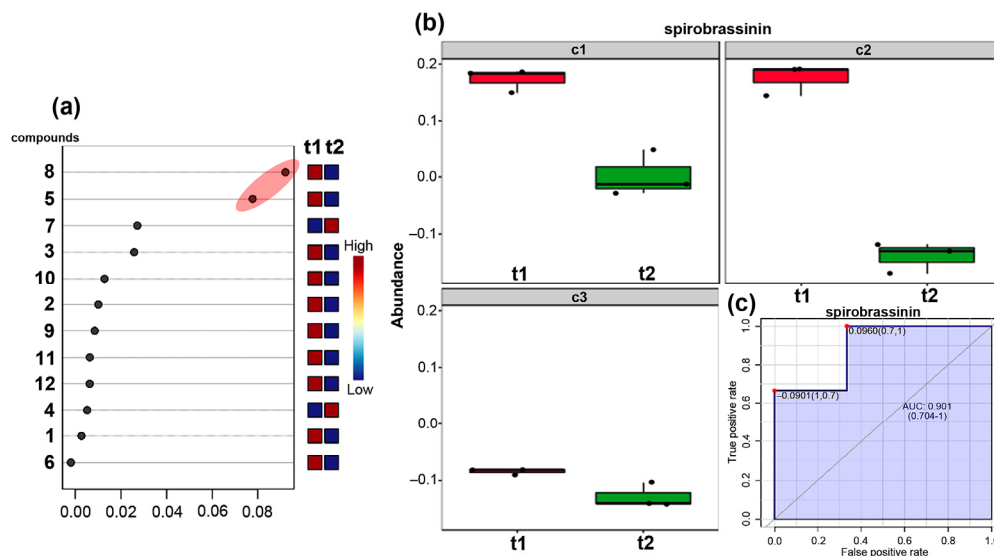 (a)
compounds
t1 t2
8
5
7
3
10
2
9
11
12
4
1
6
High
Low
0.00 0.02 0.04 0.06 0.08
(b)
spirobrassinin
c1
c2
0.2
0.1
0.0
−0.1
t1 t2
t1 t2
Abundance
c3
0.2
0.1
0.0
−0.1
t1 t2
(c)
spirobrassinin
True positive rate
1.0
0.8
0.6
0.4
0.2
0.0
0.0960(0.7,1)
−0.0901(1,0.7)
AUC: 0.901
(0.704-1)
0.0 0.2 0.4 0.6 0.8 1.0
False positive rate